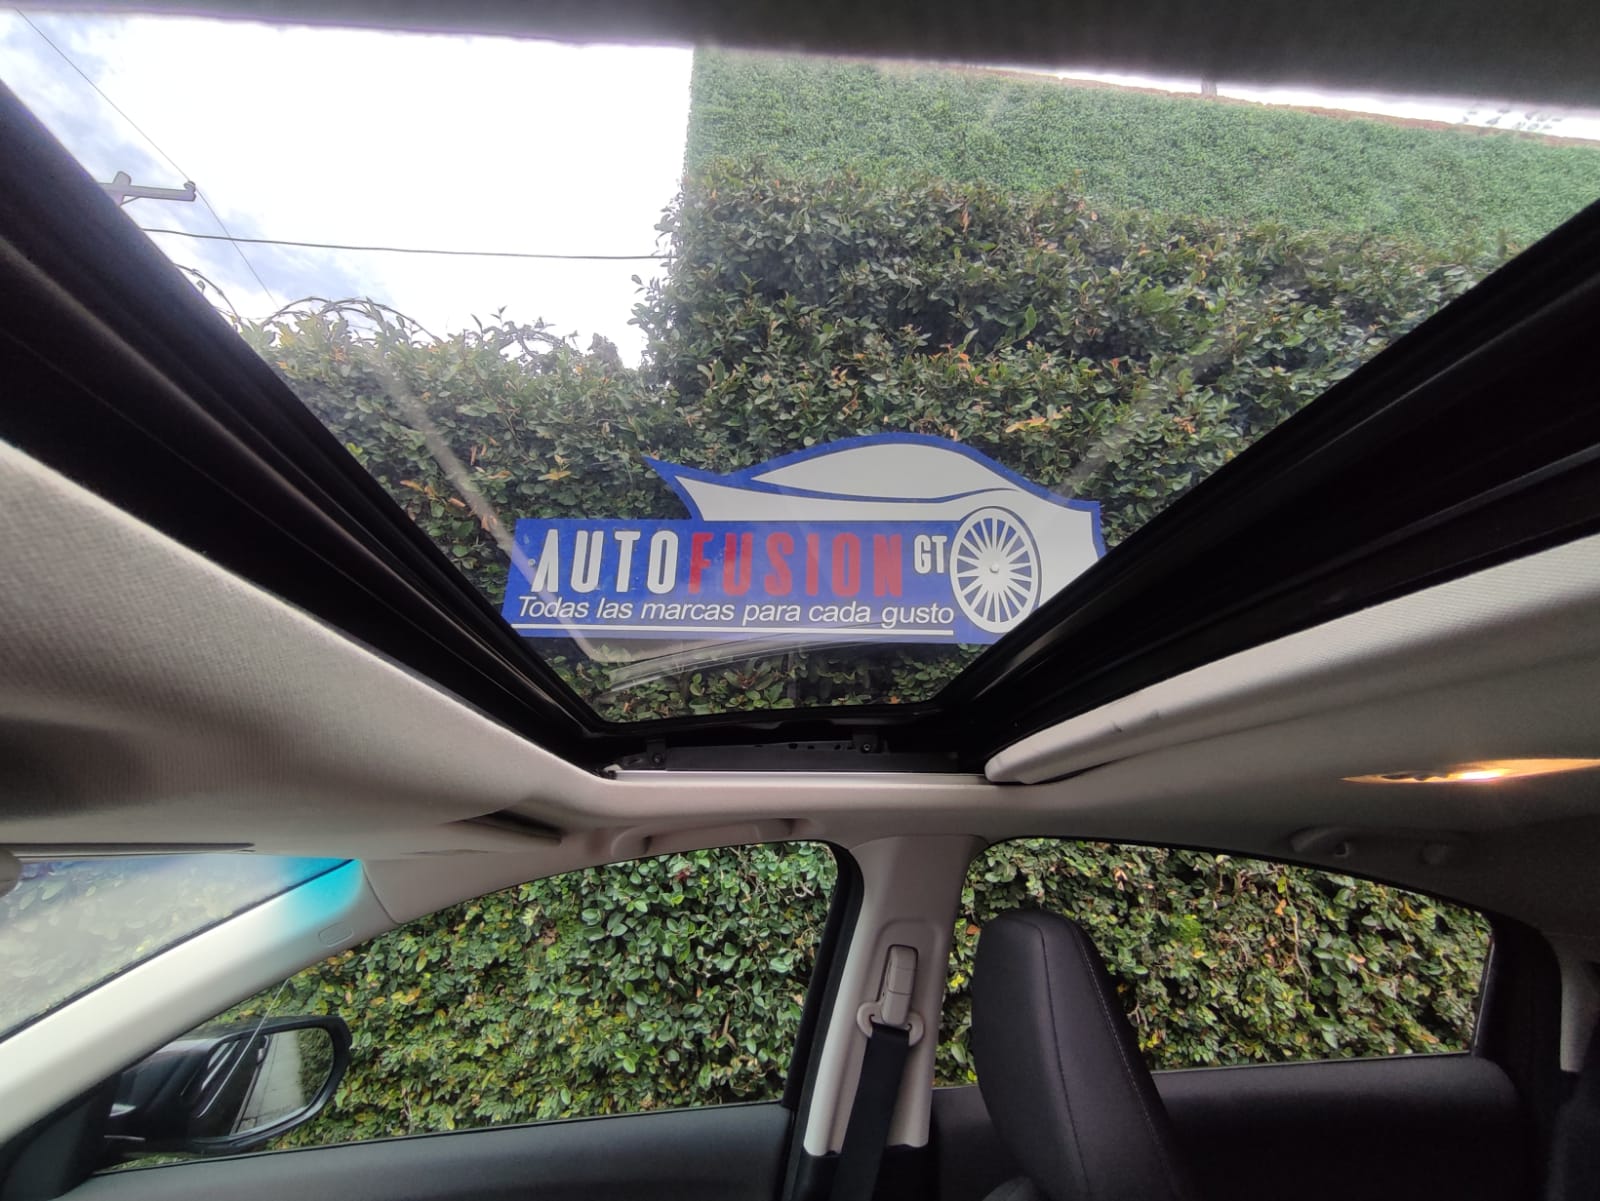 AUTOFUSION GT
Todas las marcas para cada gusto